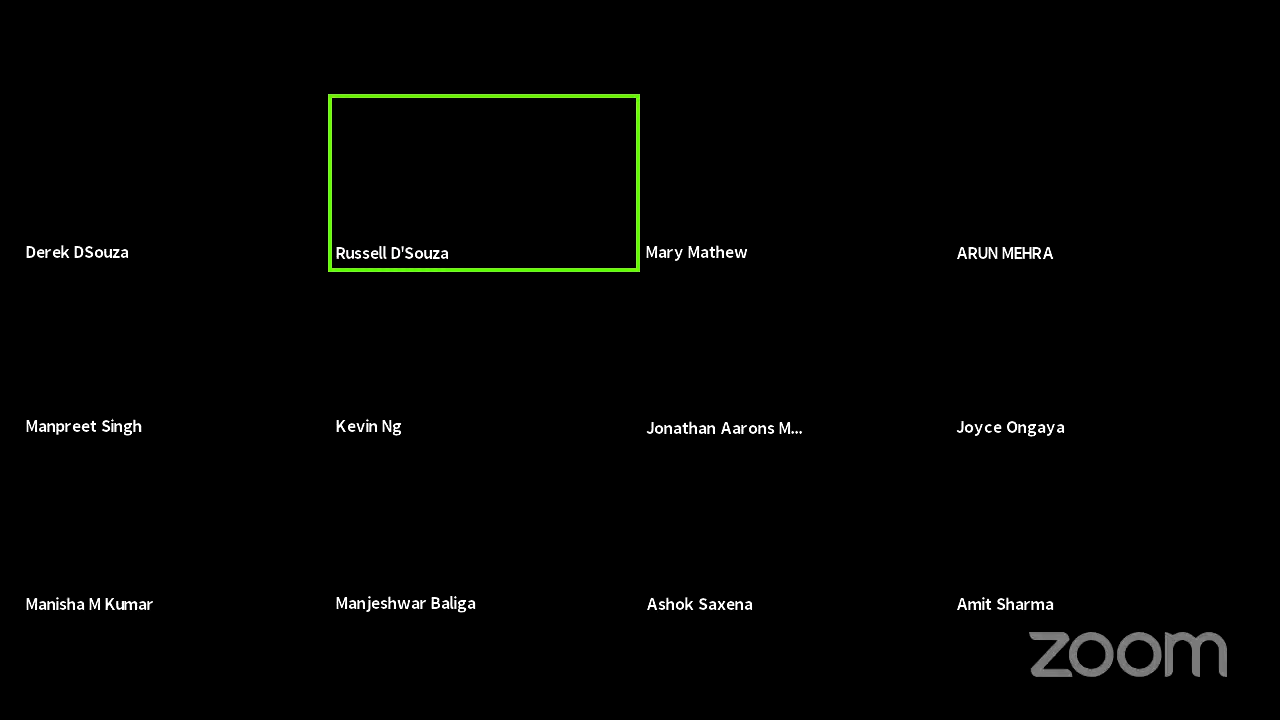 Derek DSouza
Russell D'Souza
Mary Mathew
ARUN MEHRA
Manpreet Singh
Kevin Ng
Jonathan Aarons M...
Joyce Ongaya
Manisha M Kumar
Manjeshwar Baliga
Ashok Saxena
Amit Sharma
zoom